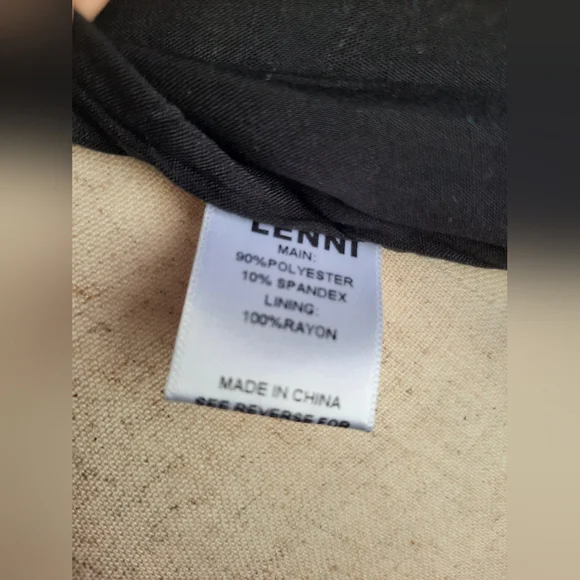 LENNI
MAIN:
90%POLYESTER
10% SPANDEX
LINING:
100%RAYON
MADE IN CHINA
SEE REVERSE FOR